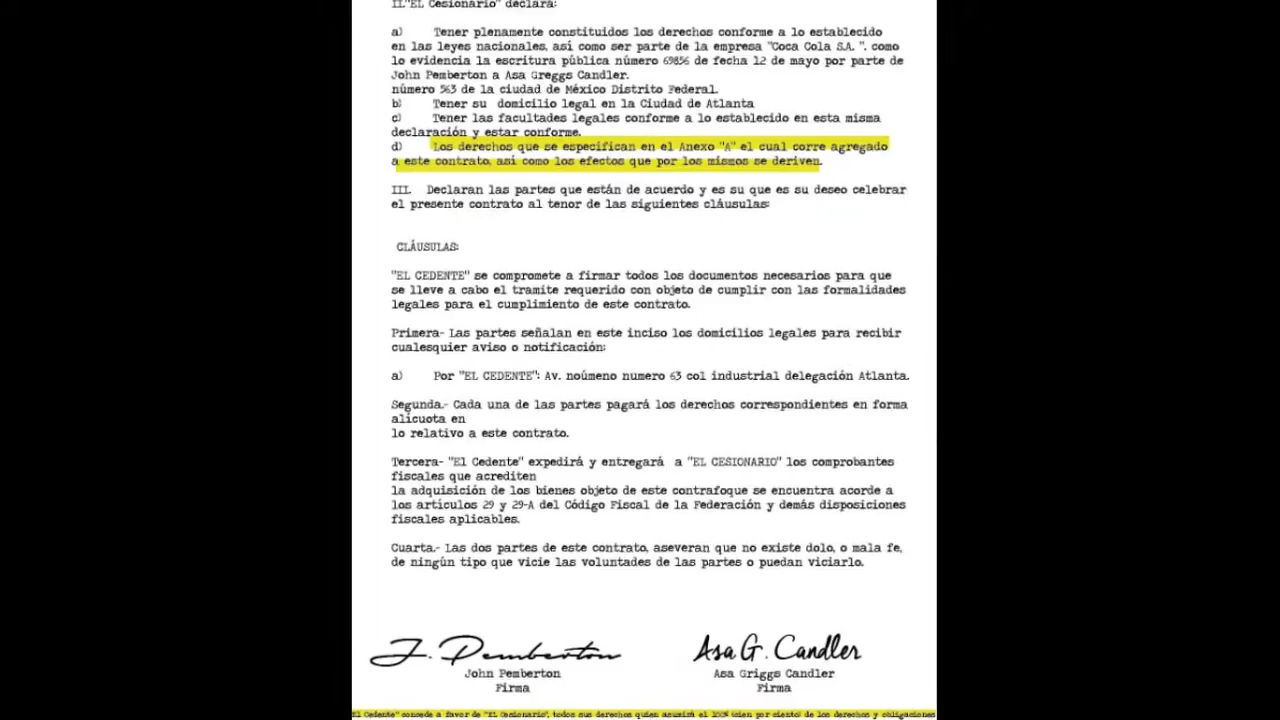 II."EL Cesionario" declara:
a) Tener plenamente constituidos los derechos conforme a lo establecido
en las leyes nacionales, así como ser parte de la empresa "Coca Cola S.A. ". como
lo evidencia la escritura pública número 69856 de fecha 12 de mayo por parte de
John Pemberton a Asa Greggs Candler.
número 563 de la ciudad de México Distrito Federal.
b) Tener su domicilio legal en la Ciudad de Atlanta
c) Tener las facultades legales conforme a lo establecido en esta misma
declaración y estar conforme.
d) Los derechos que se especifican en el Anexo "A" el cual corre agregado
a este contrato, así como los efectos que por los mismos se deriven.
III. Declaran las partes que están de acuerdo y es su que es su deseo celebrar
el presente contrato al tenor de las siguientes cláusulas:
CLÁUSULAS:
"EL CEDENTE" se compromete a firmar todos los documentos necesarios para que
se lleve a cabo el tramite requerido con objeto de cumplir con las formalidades
legales para el cumplimiento de este contrato.
Primera- Las partes señalan en este inciso los domicilios legales para recibir
cualesquier aviso o notificación:
a) Por "EL CEDENTE": Av. noúmeno numero 63 col industrial delegación Atlanta.
Segunda.- Cada una de las partes pagará los derechos correspondientes en forma
alícuota en
lo relativo a este contrato.
Tercera- "El Cedente" expedirá y entregará a "EL CESIONARIO" los comprobantes
fiscales que acrediten
la adquisición de los bienes objeto de este contrafoque se encuentra acorde a
los artículos 29 y 29-A del Código Fiscal de la Federación y demás disposiciones
fiscales aplicables.
Cuarta.- Las dos partes de este contrato, aseveran que no existe dolo, o mala fe,
de ningún tipo que vicie las voluntades de las partes o puedan viciarlo.
J. Pemberton Asa G. Candler
John Pemberton Asa Griggs Candler
Firma Firma
El Cedente" concede a favor de "EL Cesionario", todos sus derechos quien asumirá el 100% (cien por siento) de los derechos y obligaciones